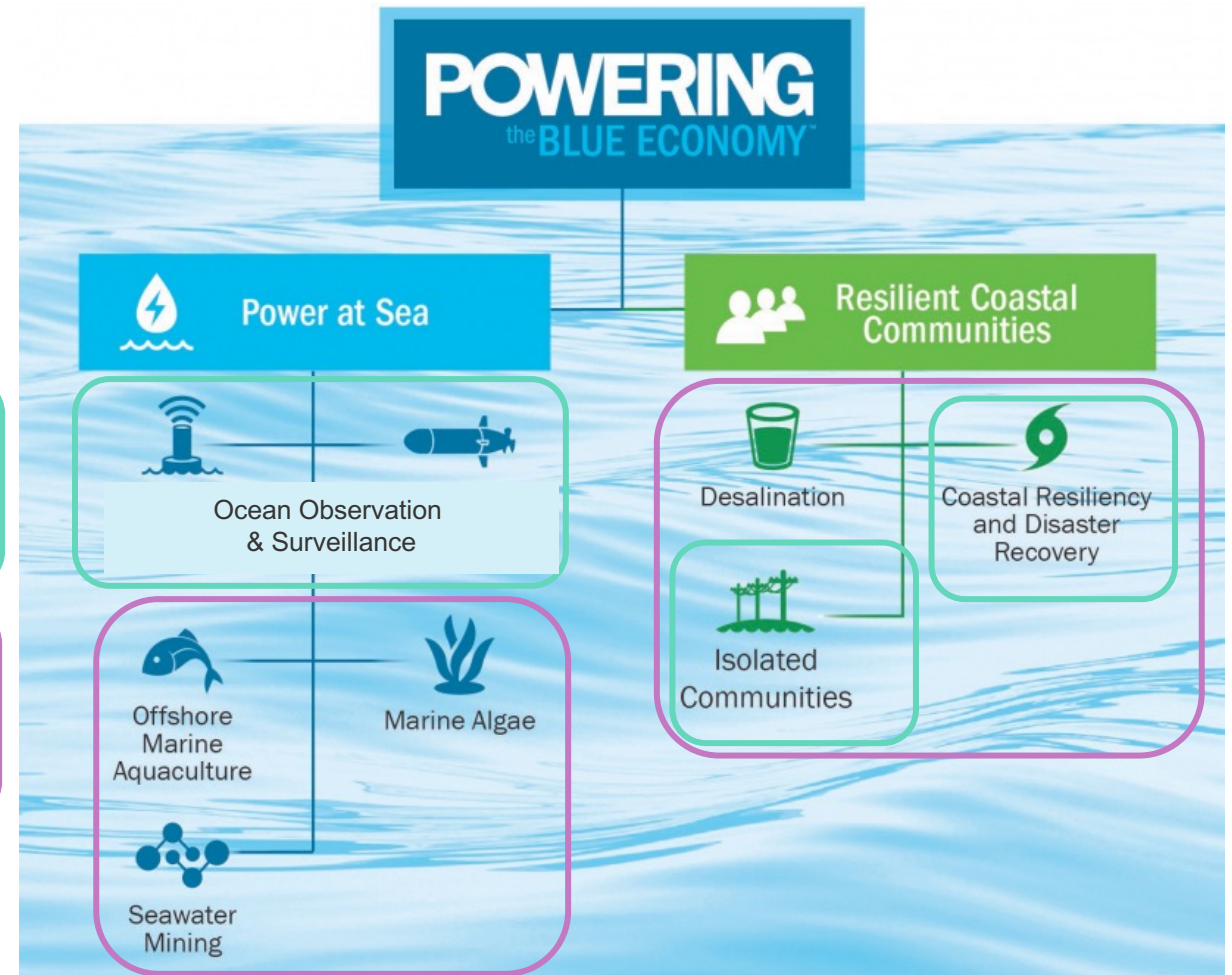 POWERING
the BLUE ECONOMY™
Power at Sea
Resilient Coastal
Communities
Ocean Observation
& Surveillance
Desalination
Coastal Resiliency
and Disaster
Recovery
Isolated
Communities
Offshore
Marine
Aquaculture
Marine Algae
Seawater
Mining